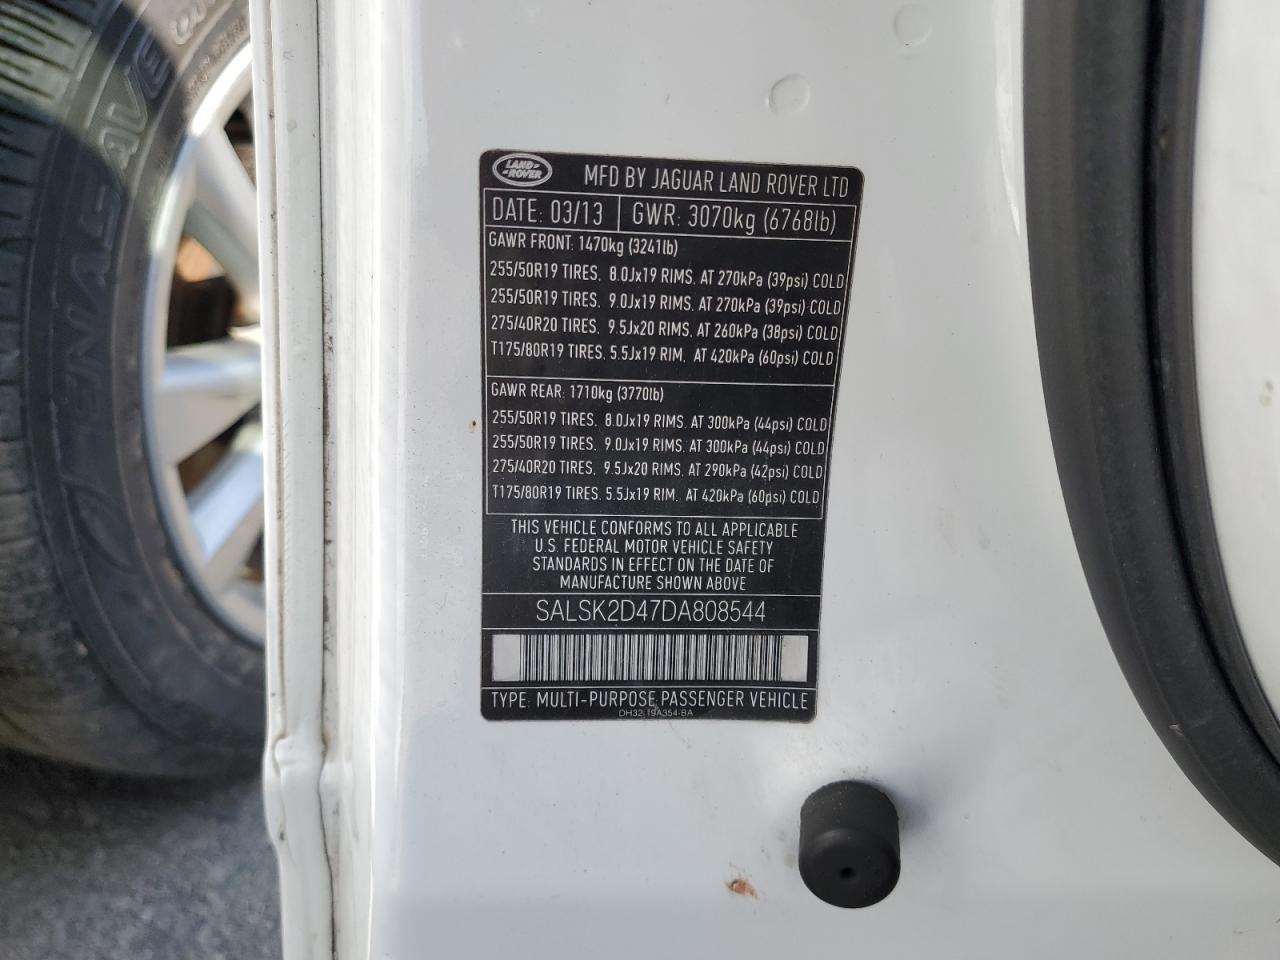 LAND-
-ROVER
MFD BY JAGUAR LAND ROVER LTD
DATE: 03/13 GWR: 3070kg (6768lb)
GAWR FRONT: 1470kg (3241lb)
255/50R19 TIRES. 8.0Jx19 RIMS. AT 270kPa (39psi) COLD
255/50R19 TIRES. 9.0Jx19 RIMS. AT 270kPa (39psi) COLD
275/40R20 TIRES. 9.5Jx20 RIMS. AT 260kPa (38psi) COLD
T175/80R19 TIRES. 5.5Jx19 RIM. AT 420kPa (60psi) COLD
GAWR REAR: 1710kg (3770lb)
255/50R19 TIRES. 8.0Jx19 RIMS. AT 300kPa (44psi) COLD
255/50R19 TIRES. 9.0Jx19 RIMS. AT 300kPa (44psi) COLD
275/40R20 TIRES. 9.5Jx20 RIMS. AT 290kPa (42psi) COLD
T175/80R19 TIRES. 5.5Jx19 RIM. AT 420kPa (60psi) COLD
THIS VEHICLE CONFORMS TO ALL APPLICABLE
U.S. FEDERAL MOTOR VEHICLE SAFETY
STANDARDS IN EFFECT ON THE DATE OF
MANUFACTURE SHOWN ABOVE
SALSK2D47DA808544
TYPE: MULTI-PURPOSE PASSENGER VEHICLE
DH32-19A354-BA